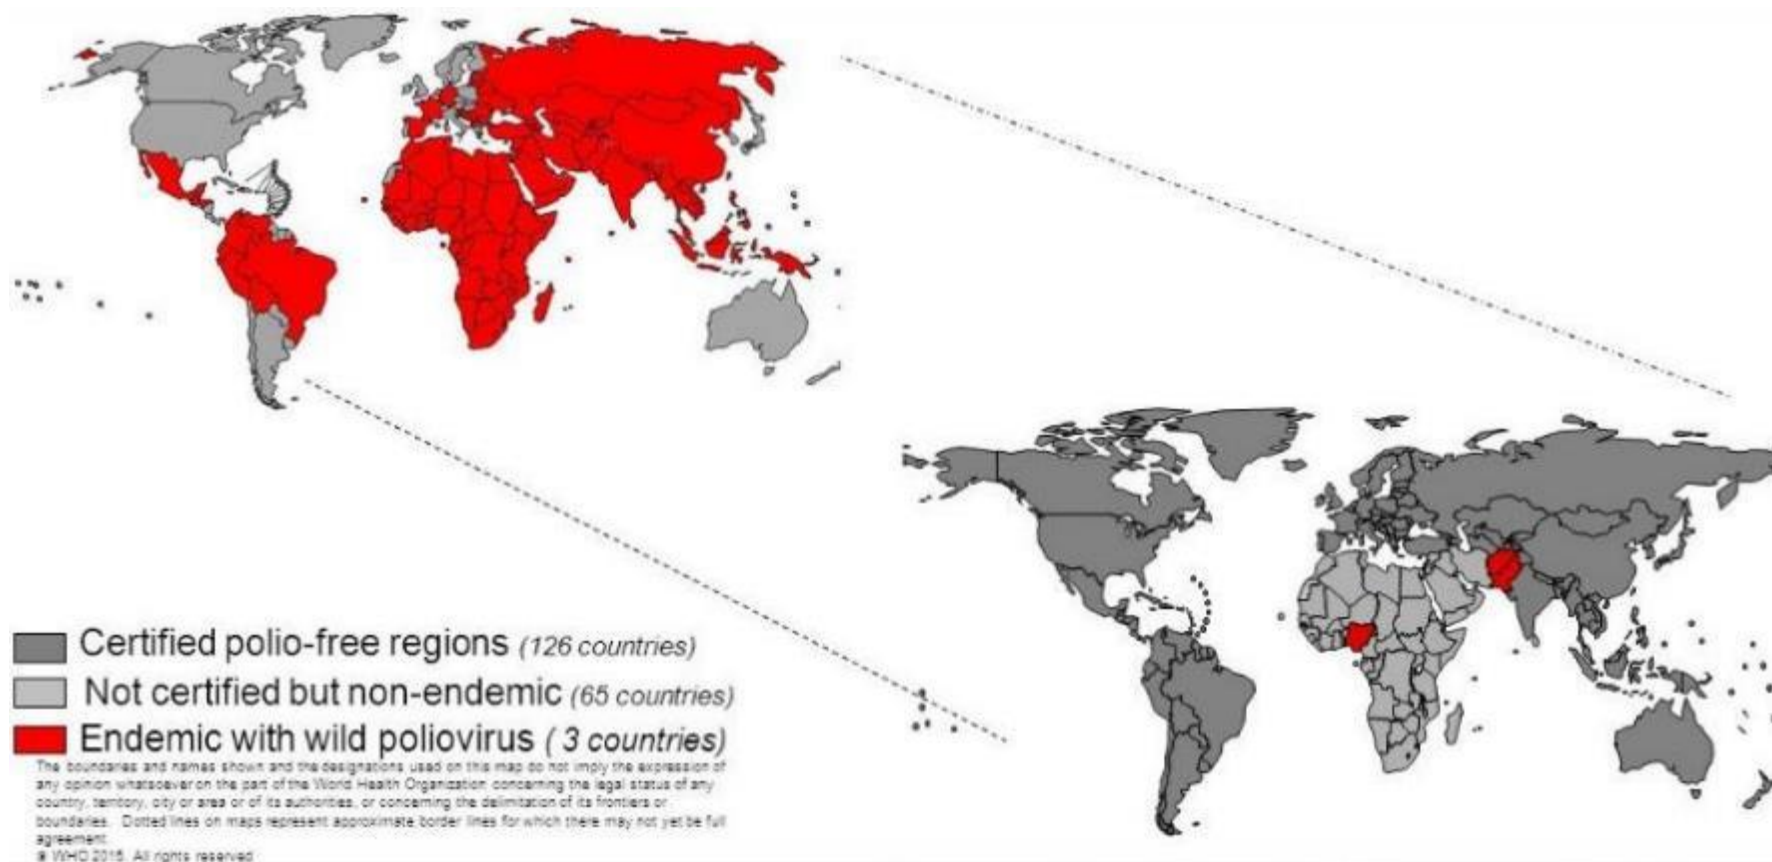 Certified polio-free regions (126 countries)
Not certified but non-endemic (65 countries)
Endemic with wild poliovirus ( 3 countries)
The boundaries and names shown and the designations used on this map do not imply the expression of
any opinion whatsoever on the part of the World Health Organization concerning the legal status of any
country, territory, city or area or of its authorities, or concerning the delimitation of its frontiers or
boundaries. Dotted lines on maps represent approximate border lines for which there may not yet be full
agreement.
© WHO 2015. All rights reserved